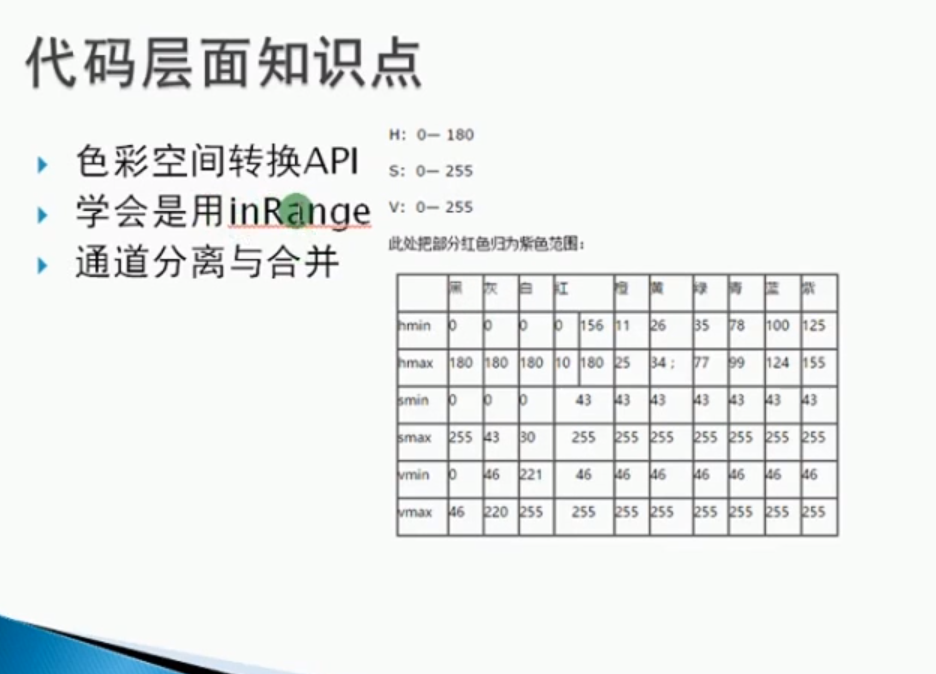 代码层面知识点
色彩空间转换API
学会是用inRange
通道分离与合并
H: 0— 180
S: 0— 255
V: 0— 255
此处把部分红色归为紫色范围:
黑 灰 白 红 橙 黄 绿 青 蓝 紫
hmin 0 0 0 0 156 11 26 35 78 100 125
hmax 180 180 180 10 180 25 34 ; 77 99 124 155
smin 0 0 0 43 43 43 43 43 43 43
smax 255 43 30 255 255 255 255 255 255 255
vmin 0 46 221 46 46 46 46 46 46 46
vmax 46 220 255 255 255 255 255 255 255 255